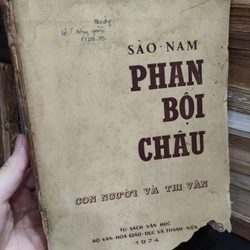 SÀO-NAM
PHAN
BỘI
CHÂU
CON NGƯỜI VÀ THI VĂN
TỦ SÁCH VĂN HỌC
BỘ VĂN-HÓA GIÁO-DỤC VÀ THANH-NIÊN
1974